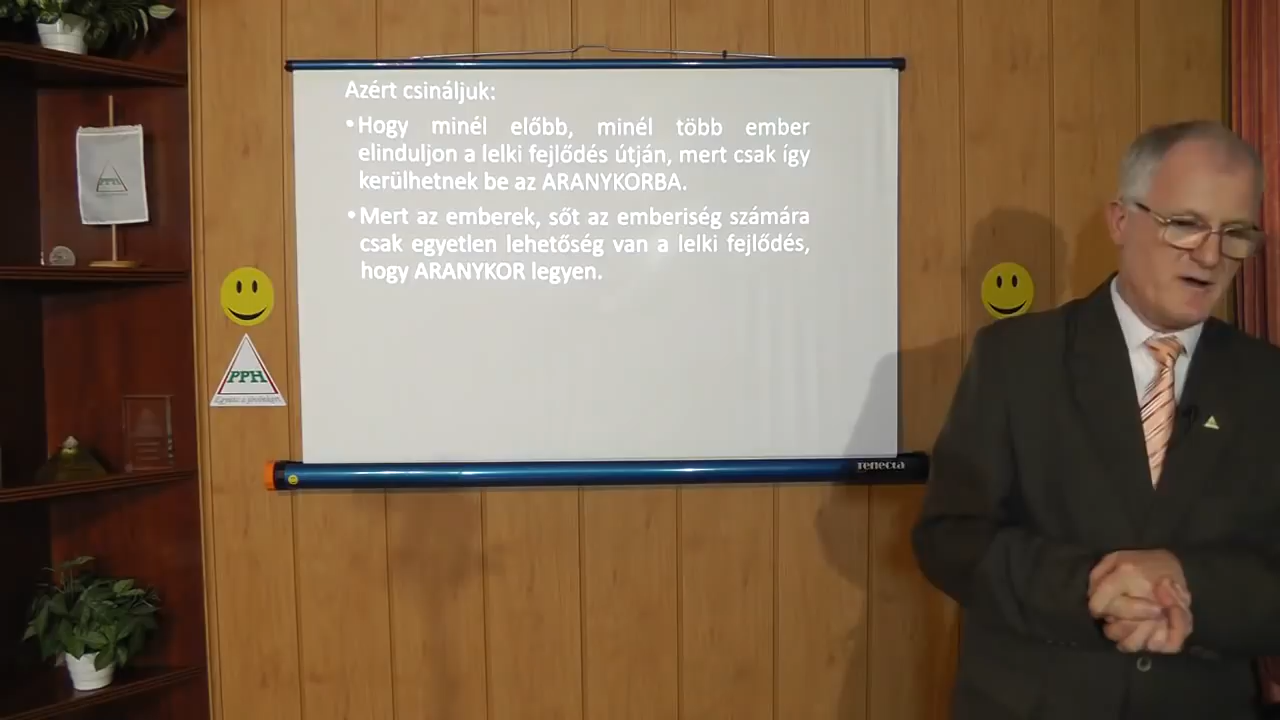 Azért csináljuk:
•Hogy minél előbb, minél több ember
elinduljon a lelki fejlődés útján, mert csak így
kerülhetnek be az ARANYKORBA.
•Mert az emberek, sőt az emberiség számára
csak egyetlen lehetőség van a lelki fejlődés,
hogy ARANYKOR legyen.
PPH
PPH
reflecta